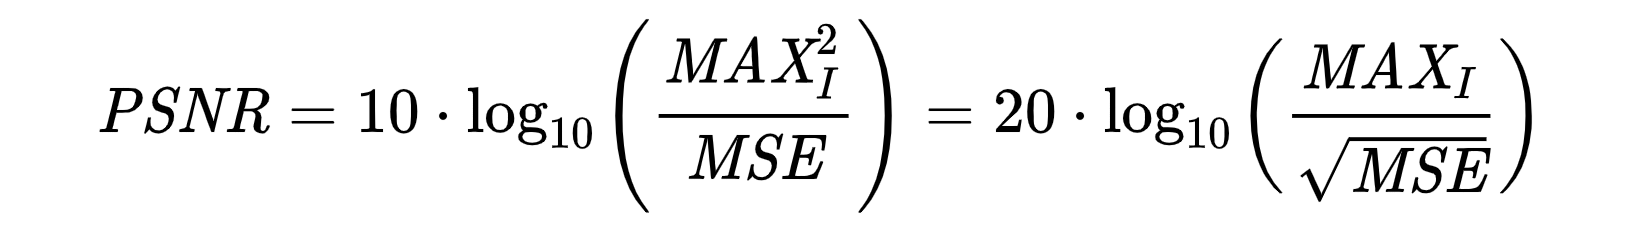 PSNR = 10 · log₁₀ (MAX_I² / MSE) = 20 · log₁₀ (MAX_I / √MSE)